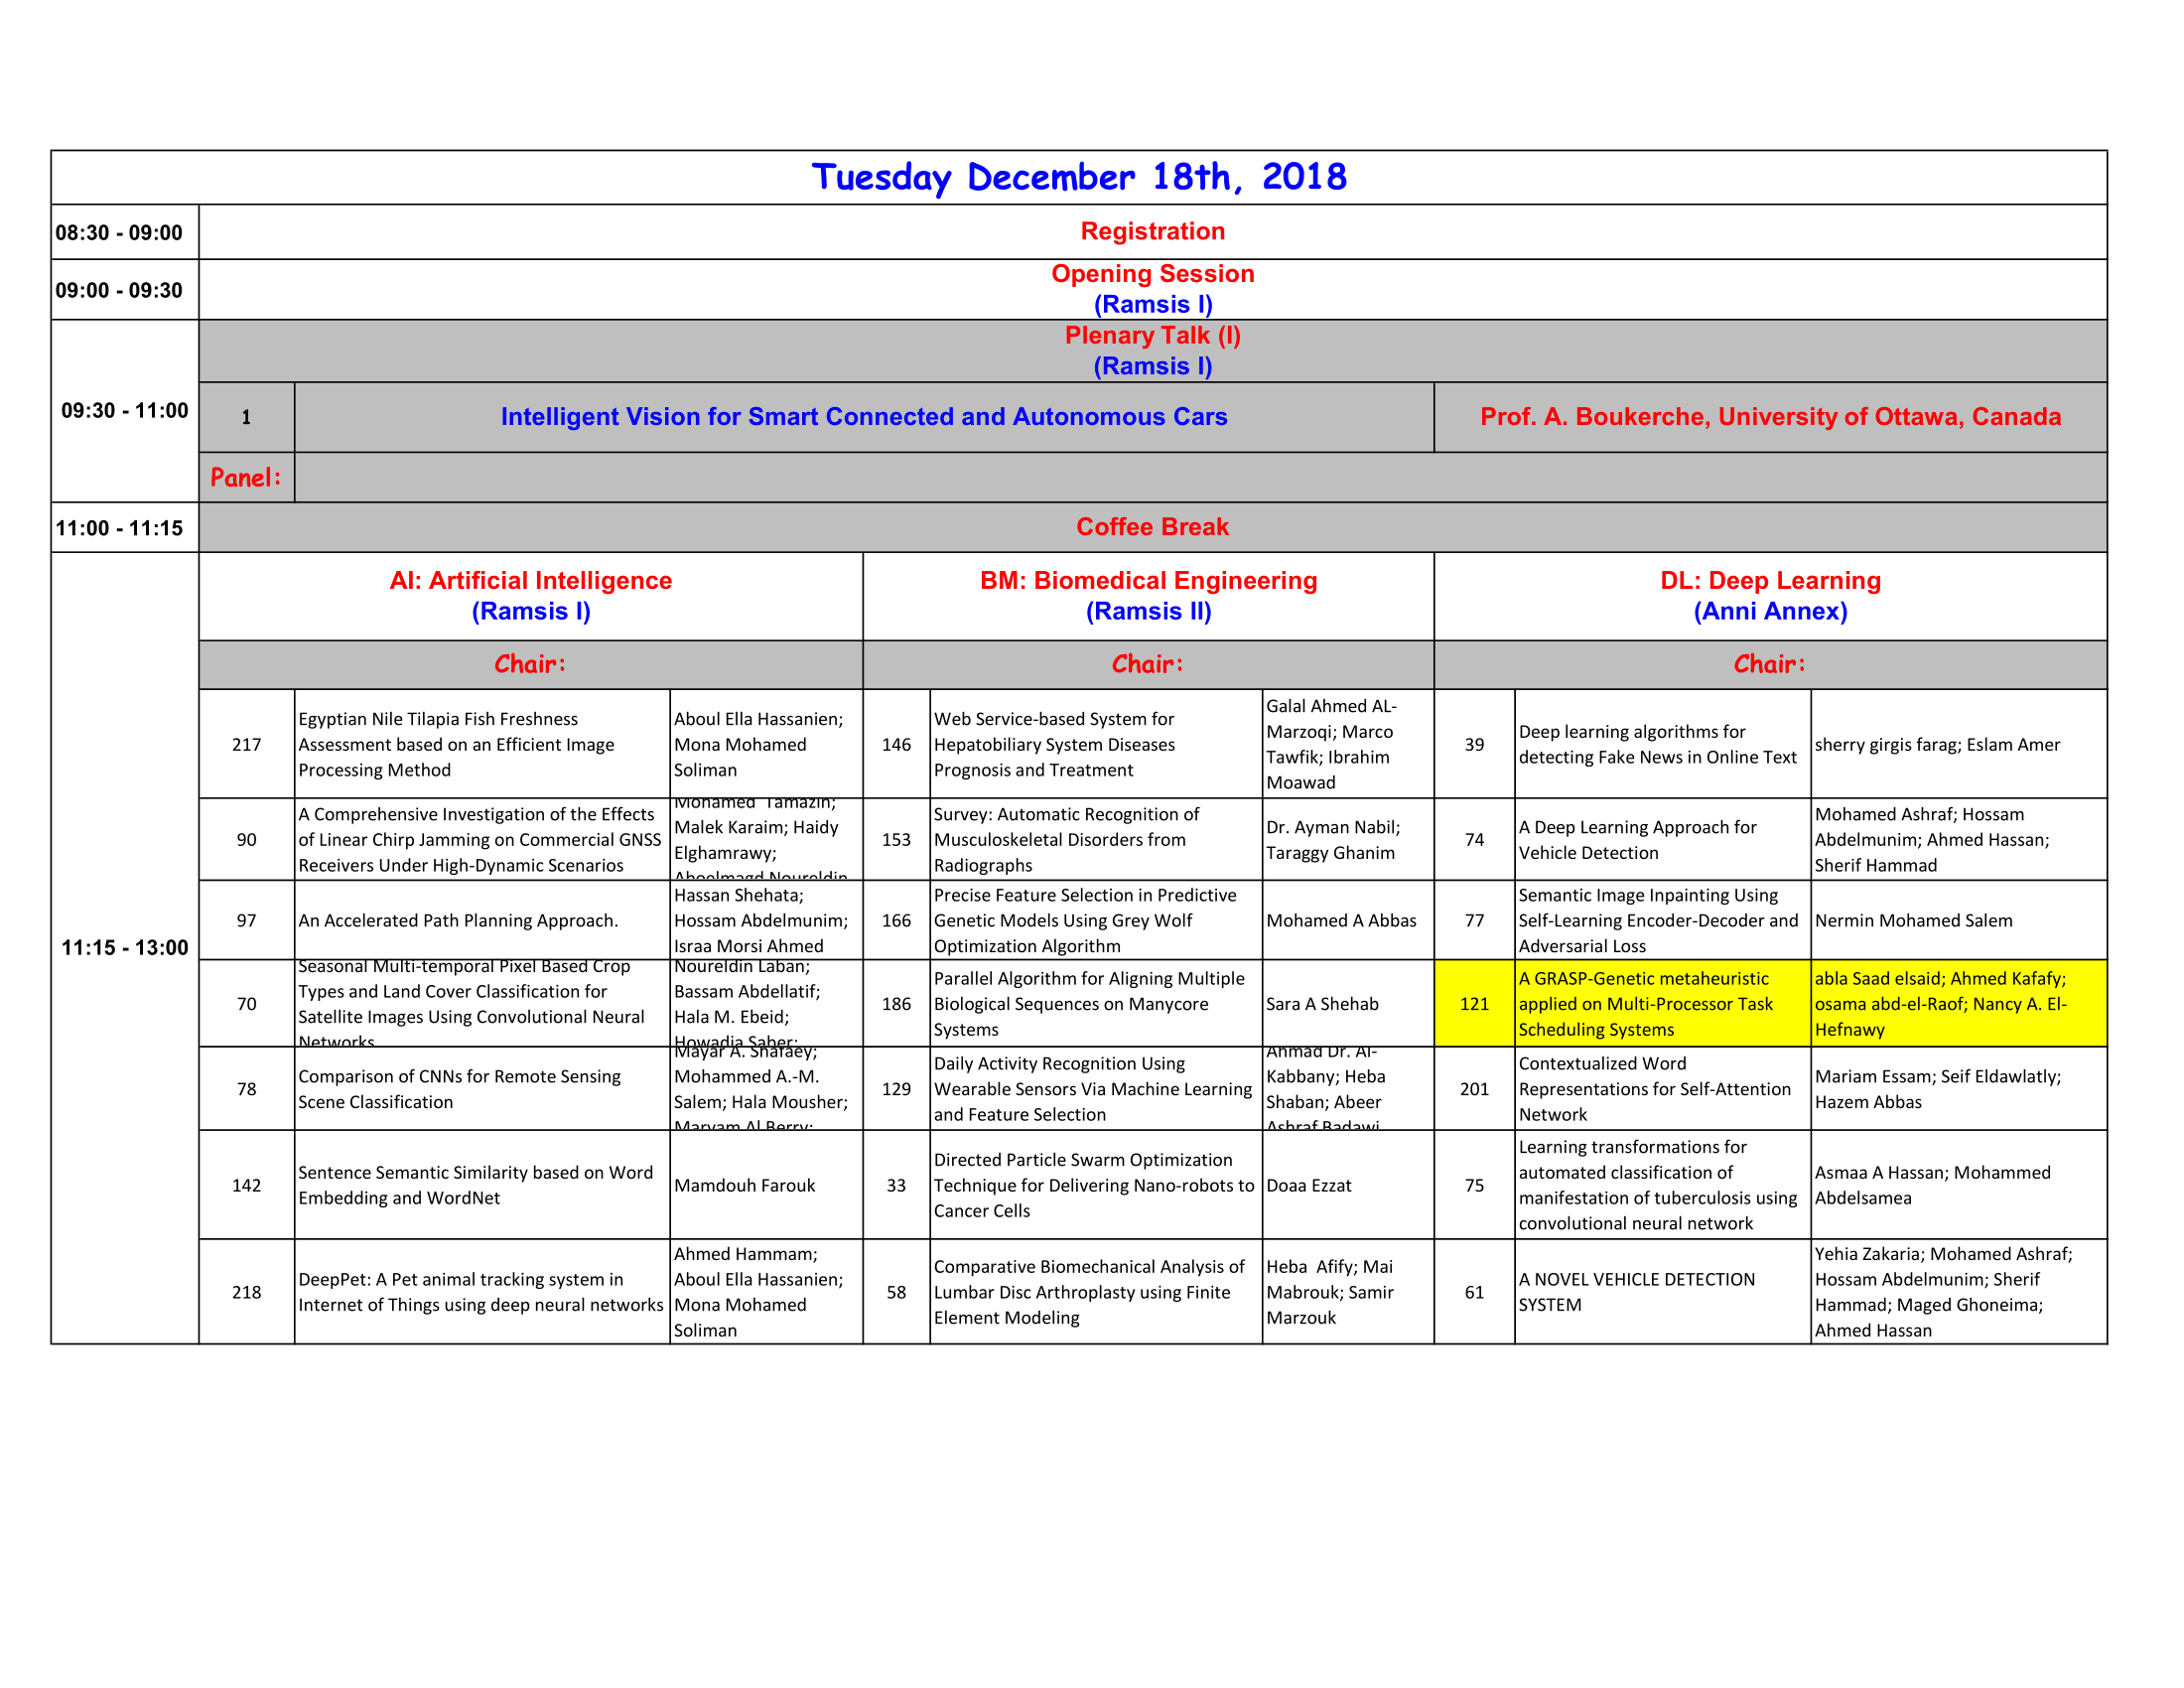 Tuesday December 18th, 2018
08:30 - 09:00
Registration
09:00 - 09:30
Opening Session
(Ramsis I)
09:30 - 11:00
Plenary Talk (I)
(Ramsis I)
1
Intelligent Vision for Smart Connected and Autonomous Cars
Prof. A. Boukerche, University of Ottawa, Canada
Panel:
11:00 - 11:15
Coffee Break
11:15 - 13:00
AI: Artificial Intelligence
(Ramsis I)
BM: Biomedical Engineering
(Ramsis II)
DL: Deep Learning
(Anni Annex)
Chair:
Chair:
Chair:
217
Egyptian Nile Tilapia Fish Freshness
Assessment based on an Efficient Image
Processing Method
Aboul Ella Hassanien;
Mona Mohamed
Soliman
146
Web Service-based System for
Hepatobiliary System Diseases
Prognosis and Treatment
Galal Ahmed AL-
Marzoqi; Marco
Tawfik; Ibrahim
Moawad
39
Deep learning algorithms for
detecting Fake News in Online Text
sherry girgis farag; Eslam Amer
90
A Comprehensive Investigation of the Effects
of Linear Chirp Jamming on Commercial GNSS
Receivers Under High-Dynamic Scenarios
Mohamed Tamazin;
Malek Karaim; Haidy
Elghamrawy;
Aboelmagd Noureldin
153
Survey: Automatic Recognition of
Musculoskeletal Disorders from
Radiographs
Dr. Ayman Nabil;
Taraggy Ghanim
74
A Deep Learning Approach for
Vehicle Detection
Mohamed Ashraf; Hossam
Abdelmunim; Ahmed Hassan;
Sherif Hammad
97
An Accelerated Path Planning Approach.
Hassan Shehata;
Hossam Abdelmunim;
Israa Morsi Ahmed
166
Precise Feature Selection in Predictive
Genetic Models Using Grey Wolf
Optimization Algorithm
Mohamed A Abbas
77
Semantic Image Inpainting Using
Self-Learning Encoder-Decoder and
Adversarial Loss
Nermin Mohamed Salem
70
Seasonal Multi-temporal Pixel Based Crop
Types and Land Cover Classification for
Satellite Images Using Convolutional Neural
Networks
Noureldin Laban;
Bassam Abdellatif;
Hala M. Ebeid;
Howadia Saber;
186
Parallel Algorithm for Aligning Multiple
Biological Sequences on Manycore
Systems
Sara A Shehab
121
A GRASP-Genetic metaheuristic
applied on Multi-Processor Task
Scheduling Systems
abla Saad elsaid; Ahmed Kafafy;
osama abd-el-Raof; Nancy A. El-
Hefnawy
78
Comparison of CNNs for Remote Sensing
Scene Classification
Mayar A. Shafaey;
Mohammed A.-M.
Salem; Hala Mousher;
Maryam Al Berry;
129
Daily Activity Recognition Using
Wearable Sensors Via Machine Learning
and Feature Selection
Ahmad Dr. Al-
Kabbany; Heba
Shaban; Abeer
Ashraf Badawi
201
Contextualized Word
Representations for Self-Attention
Network
Mariam Essam; Seif Eldawlatly;
Hazem Abbas
142
Sentence Semantic Similarity based on Word
Embedding and WordNet
Mamdouh Farouk
33
Directed Particle Swarm Optimization
Technique for Delivering Nano-robots to
Cancer Cells
Doaa Ezzat
75
Learning transformations for
automated classification of
manifestation of tuberculosis using
convolutional neural network
Asmaa A Hassan; Mohammed
Abdelsamea
218
DeepPet: A Pet animal tracking system in
Internet of Things using deep neural networks
Ahmed Hammam;
Aboul Ella Hassanien;
Mona Mohamed
Soliman
58
Comparative Biomechanical Analysis of
Lumbar Disc Arthroplasty using Finite
Element Modeling
Heba Afify; Mai
Mabrouk; Samir
Marzouk
61
A NOVEL VEHICLE DETECTION
SYSTEM
Yehia Zakaria; Mohamed Ashraf;
Hossam Abdelmunim; Sherif
Hammad; Maged Ghoneima;
Ahmed Hassan